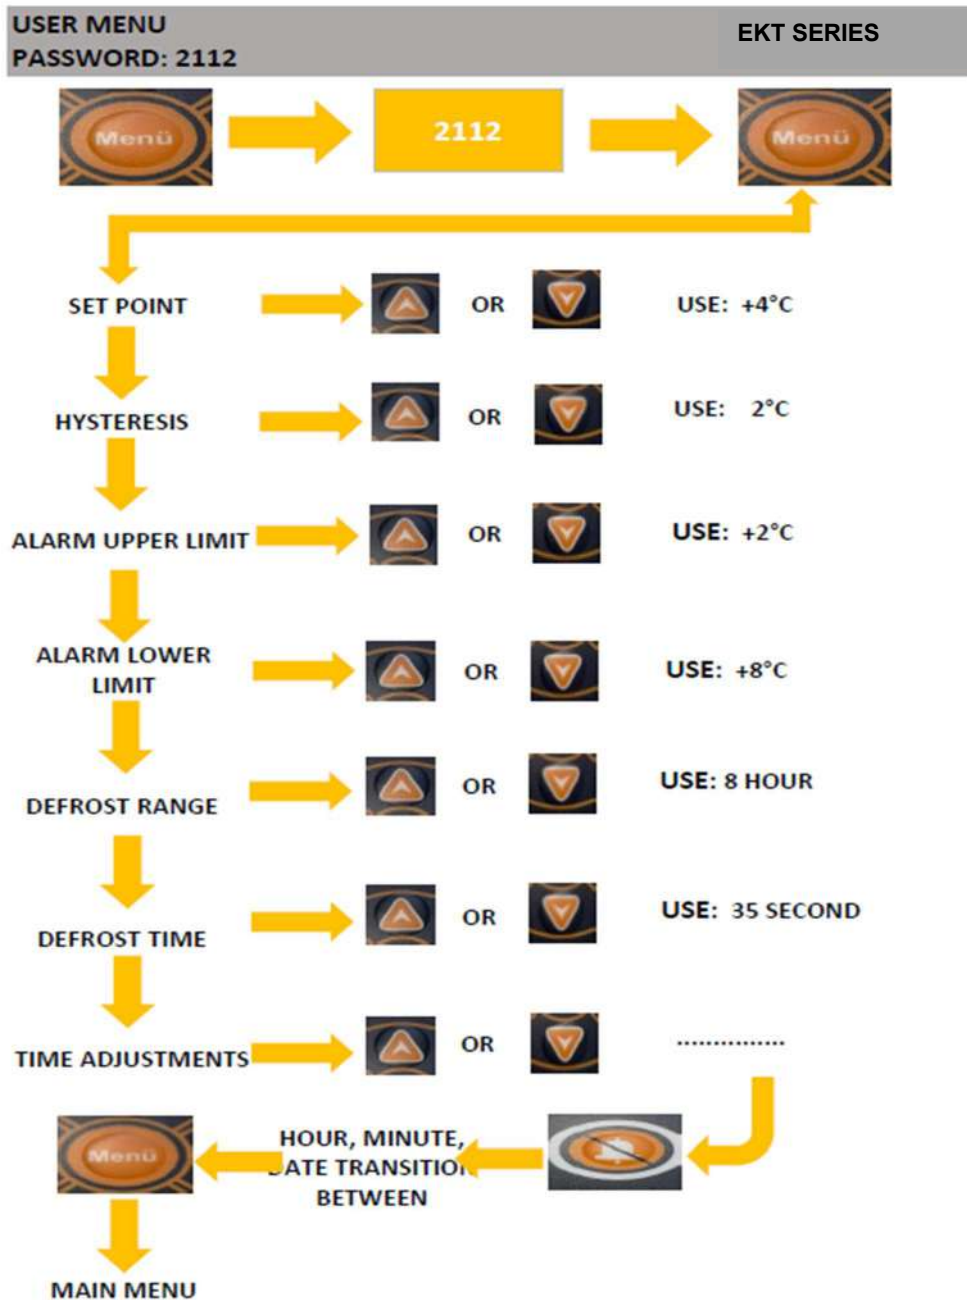 USER MENU
PASSWORD: 2112
EKT SERIES
Menü
2112
Menü
SET POINT
OR
USE: +4°C
HYSTERESIS
OR
USE: 2°C
ALARM UPPER LIMIT
OR
USE: +2°C
ALARM LOWER
LIMIT
OR
USE: +8°C
DEFROST RANGE
OR
USE: 8 HOUR
DEFROST TIME
OR
USE: 35 SECOND
TIME ADJUSTMENTS
OR
...............
Menü
HOUR, MINUTE,
DATE TRANSITION
BETWEEN
MAIN MENU